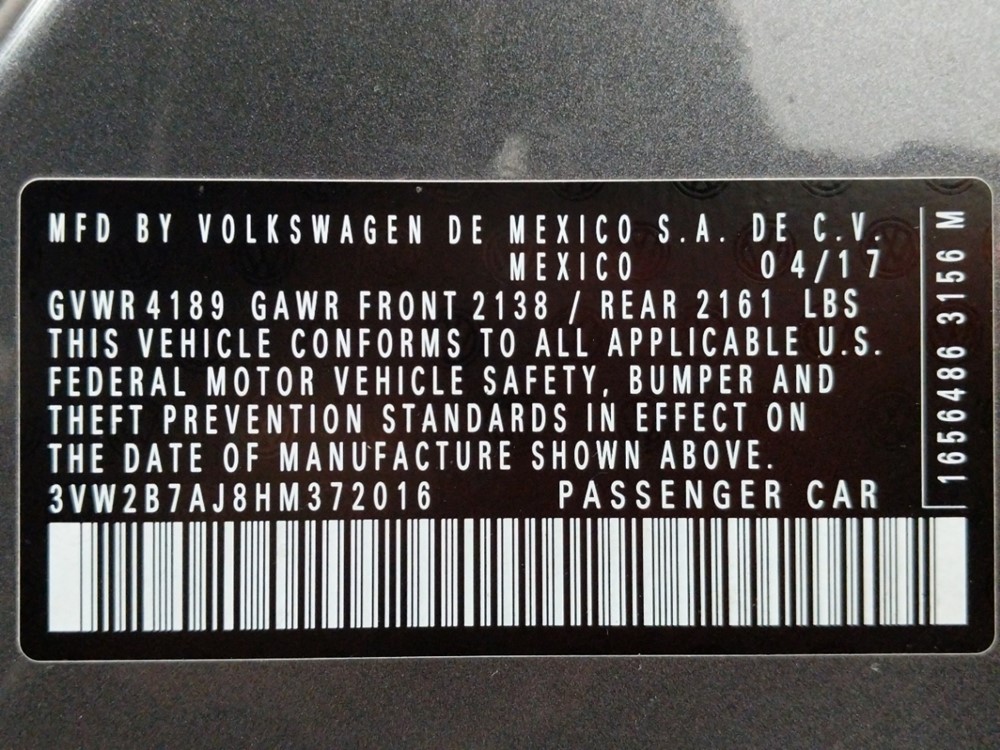 MFD BY VOLKSWAGEN DE MEXICO S.A. DE C.V.
MEXICO 04/17
GVWR 4189 GAWR FRONT 2138 / REAR 2161 LBS
THIS VEHICLE CONFORMS TO ALL APPLICABLE U.S.
FEDERAL MOTOR VEHICLE SAFETY, BUMPER AND
THEFT PREVENTION STANDARDS IN EFFECT ON
THE DATE OF MANUFACTURE SHOWN ABOVE.
3VW2B7AJ8HM372016 PASSENGER CAR
1656486 3156 M